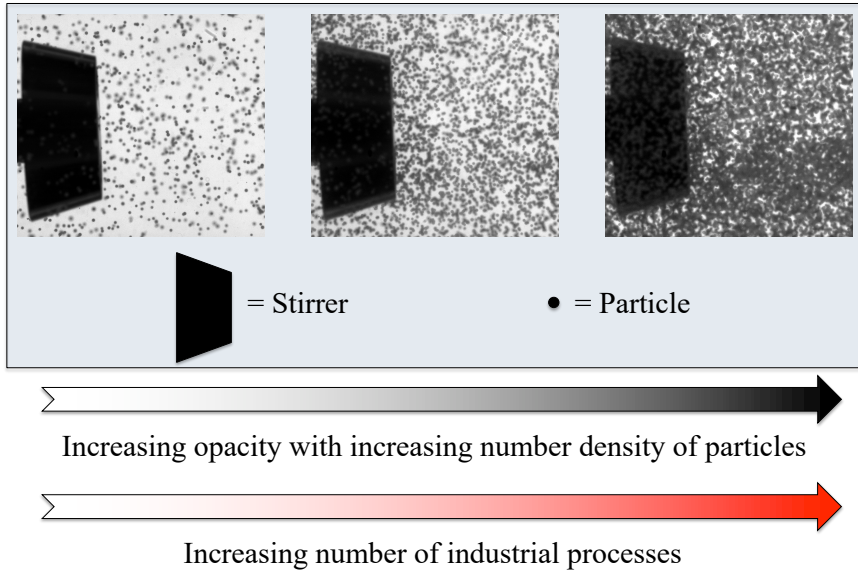 = Stirrer
= Particle
Increasing opacity with increasing number density of particles
Increasing number of industrial processes